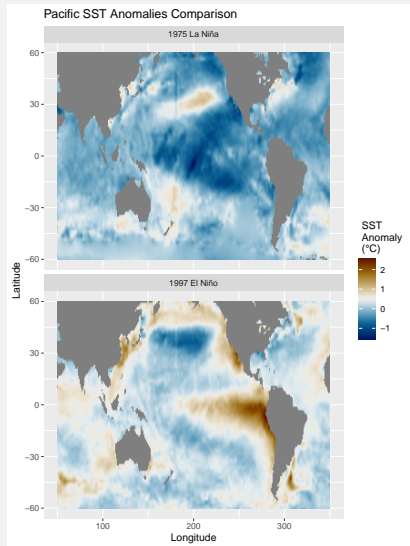 Pacific SST Anomalies Comparison
1975 La Niña
60
30
0
−30
−60
Latitude
1997 El Niño
60
30
0
−30
−60
100 200 300
Longitude
SST
Anomaly
(°C)
2
1
0
−1